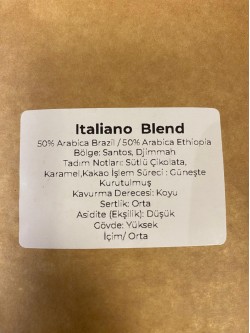 Italiano Blend
50% Arabica Brazil / 50% Arabica Ethiopia
Bölge: Santos, Djimmah
Tadım Notları: Sütlü Çikolata,
Karamel,Kakao İşlem Süreci : Güneşte
Kurutulmuş
Kavurma Derecesi: Koyu
Sertlik: Orta
Asidite (Ekşilik): Düşük
Gövde: Yüksek
İçim/ Orta